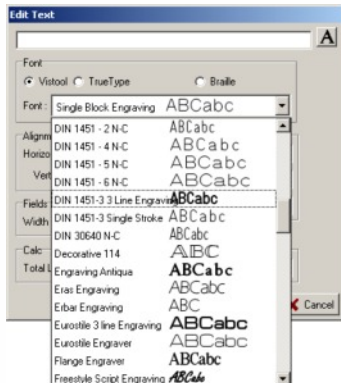 Edit Text
A
Font
Vistool TrueType Braille
Font: Single Block Engraving ABCabc
DIN 1451 - 2 N-C ABCabc
DIN 1451 - 4 N-C ABCabc
DIN 1451 - 5 N-C ABCabc
DIN 1451 - 6 N-C ABCabc
DIN 1451-3 3 Line Engraving ABCabc
DIN 1451-3 Single Stroke ABCabc
DIN 30640 N-C ABCabc
Decorative 114 ABC
Engraving Antiqua ABCabc
Eras Engraving ABCabc
Erbar Engraving ABC
Eurostile 3 line Engraving ABCabc
Eurostile Engraver ABCabc
Flange Engraver ABCabc
Freestyle Script Engraving ABCabc
Alignm
Horizo
Vert
Fields
Width
Calc
Total L
Cancel